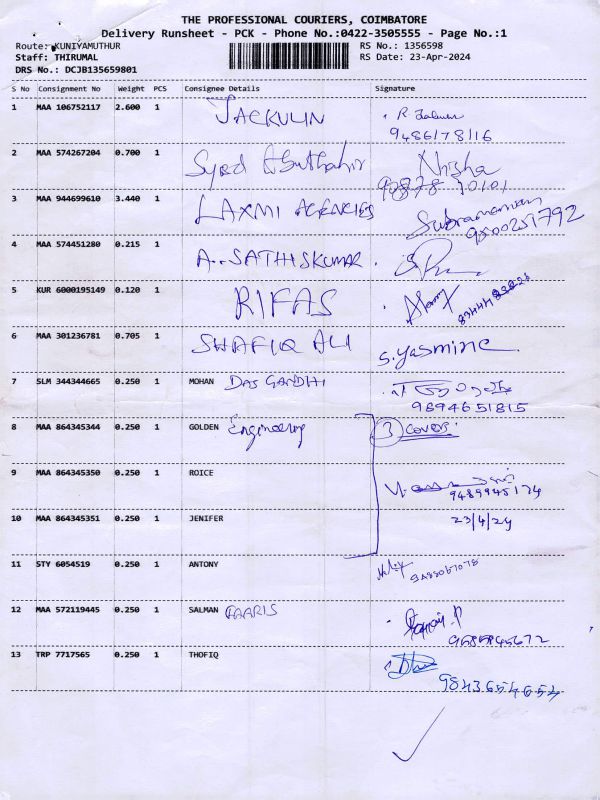 THE PROFESSIONAL COURIERS, COIMBATORE
Delivery Runsheet - PCK - Phone No.:0422-3505555 - Page No.:1
Route: KUNIYAMUTHUR RS No.: 1356598
Staff: THIRUMAL RS Date: 23-Apr-2024
DRS No.: DCJB135659801
S No Consignment No Weight PCS Consignee Details Signature
1 MAA 106752117 2.600 1 JACKULIN
9486178116
2 MAA 574267204 0.700 1 Syed Abuthahir Nisha
3 MAA 944699610 3.440 1 LAXMI AGENCIES Subramaniam
9500251792
4 MAA 574451280 0.215 1 A. SATHISKUMAR
5 KUR 6000195149 0.120 1 RIFAS
6 MAA 301236781 0.705 1 SHAFIQ ALI S. Yasmine
7 SLM 344344665 0.250 1 MOHAN DAS GANDHI
9894651815
8 MAA 864345344 0.250 1 GOLDEN Engineering 3 covers
9 MAA 864345350 0.250 1 ROICE
9489945174
10 MAA 864345351 0.250 1 JENIFER 23/4/24
11 STY 6054519 0.250 1 ANTONY
12 MAA 572119445 0.250 1 SALMAN FAARIS
13 TRP 7717565 0.250 1 THOFIQ
9843654654